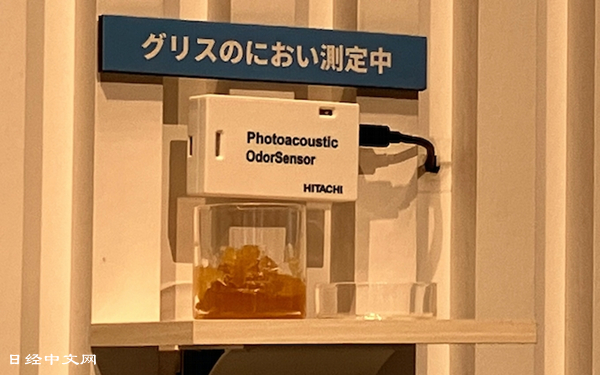 グリスのにおい測定中
Photoacoustic
OdorSensor
HITACHI
日经中文网